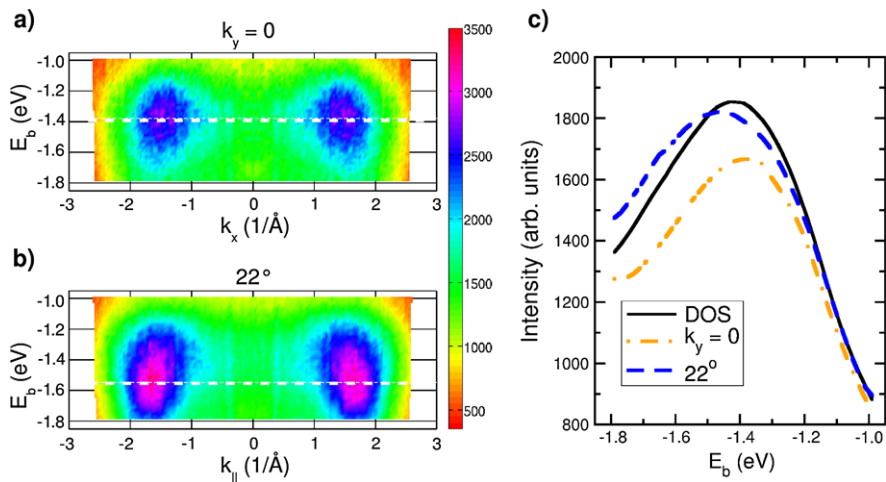 a)
k_y = 0
E_b (eV)
-1.0
-1.2
-1.4
-1.6
-1.8
-3 -2 -1 0 1 2 3
k_x (1/Å)
b)
22°
E_b (eV)
-1.0
-1.2
-1.4
-1.6
-1.8
-3 -2 -1 0 1 2 3
k_|| (1/Å)
3500
3000
2500
2000
1500
1000
500
c)
Intensity (arb. units)
2000
1800
1600
1400
1200
1000
800
DOS
k_y = 0
22°
-1.8 -1.6 -1.4 -1.2 -1.0
E_b (eV)